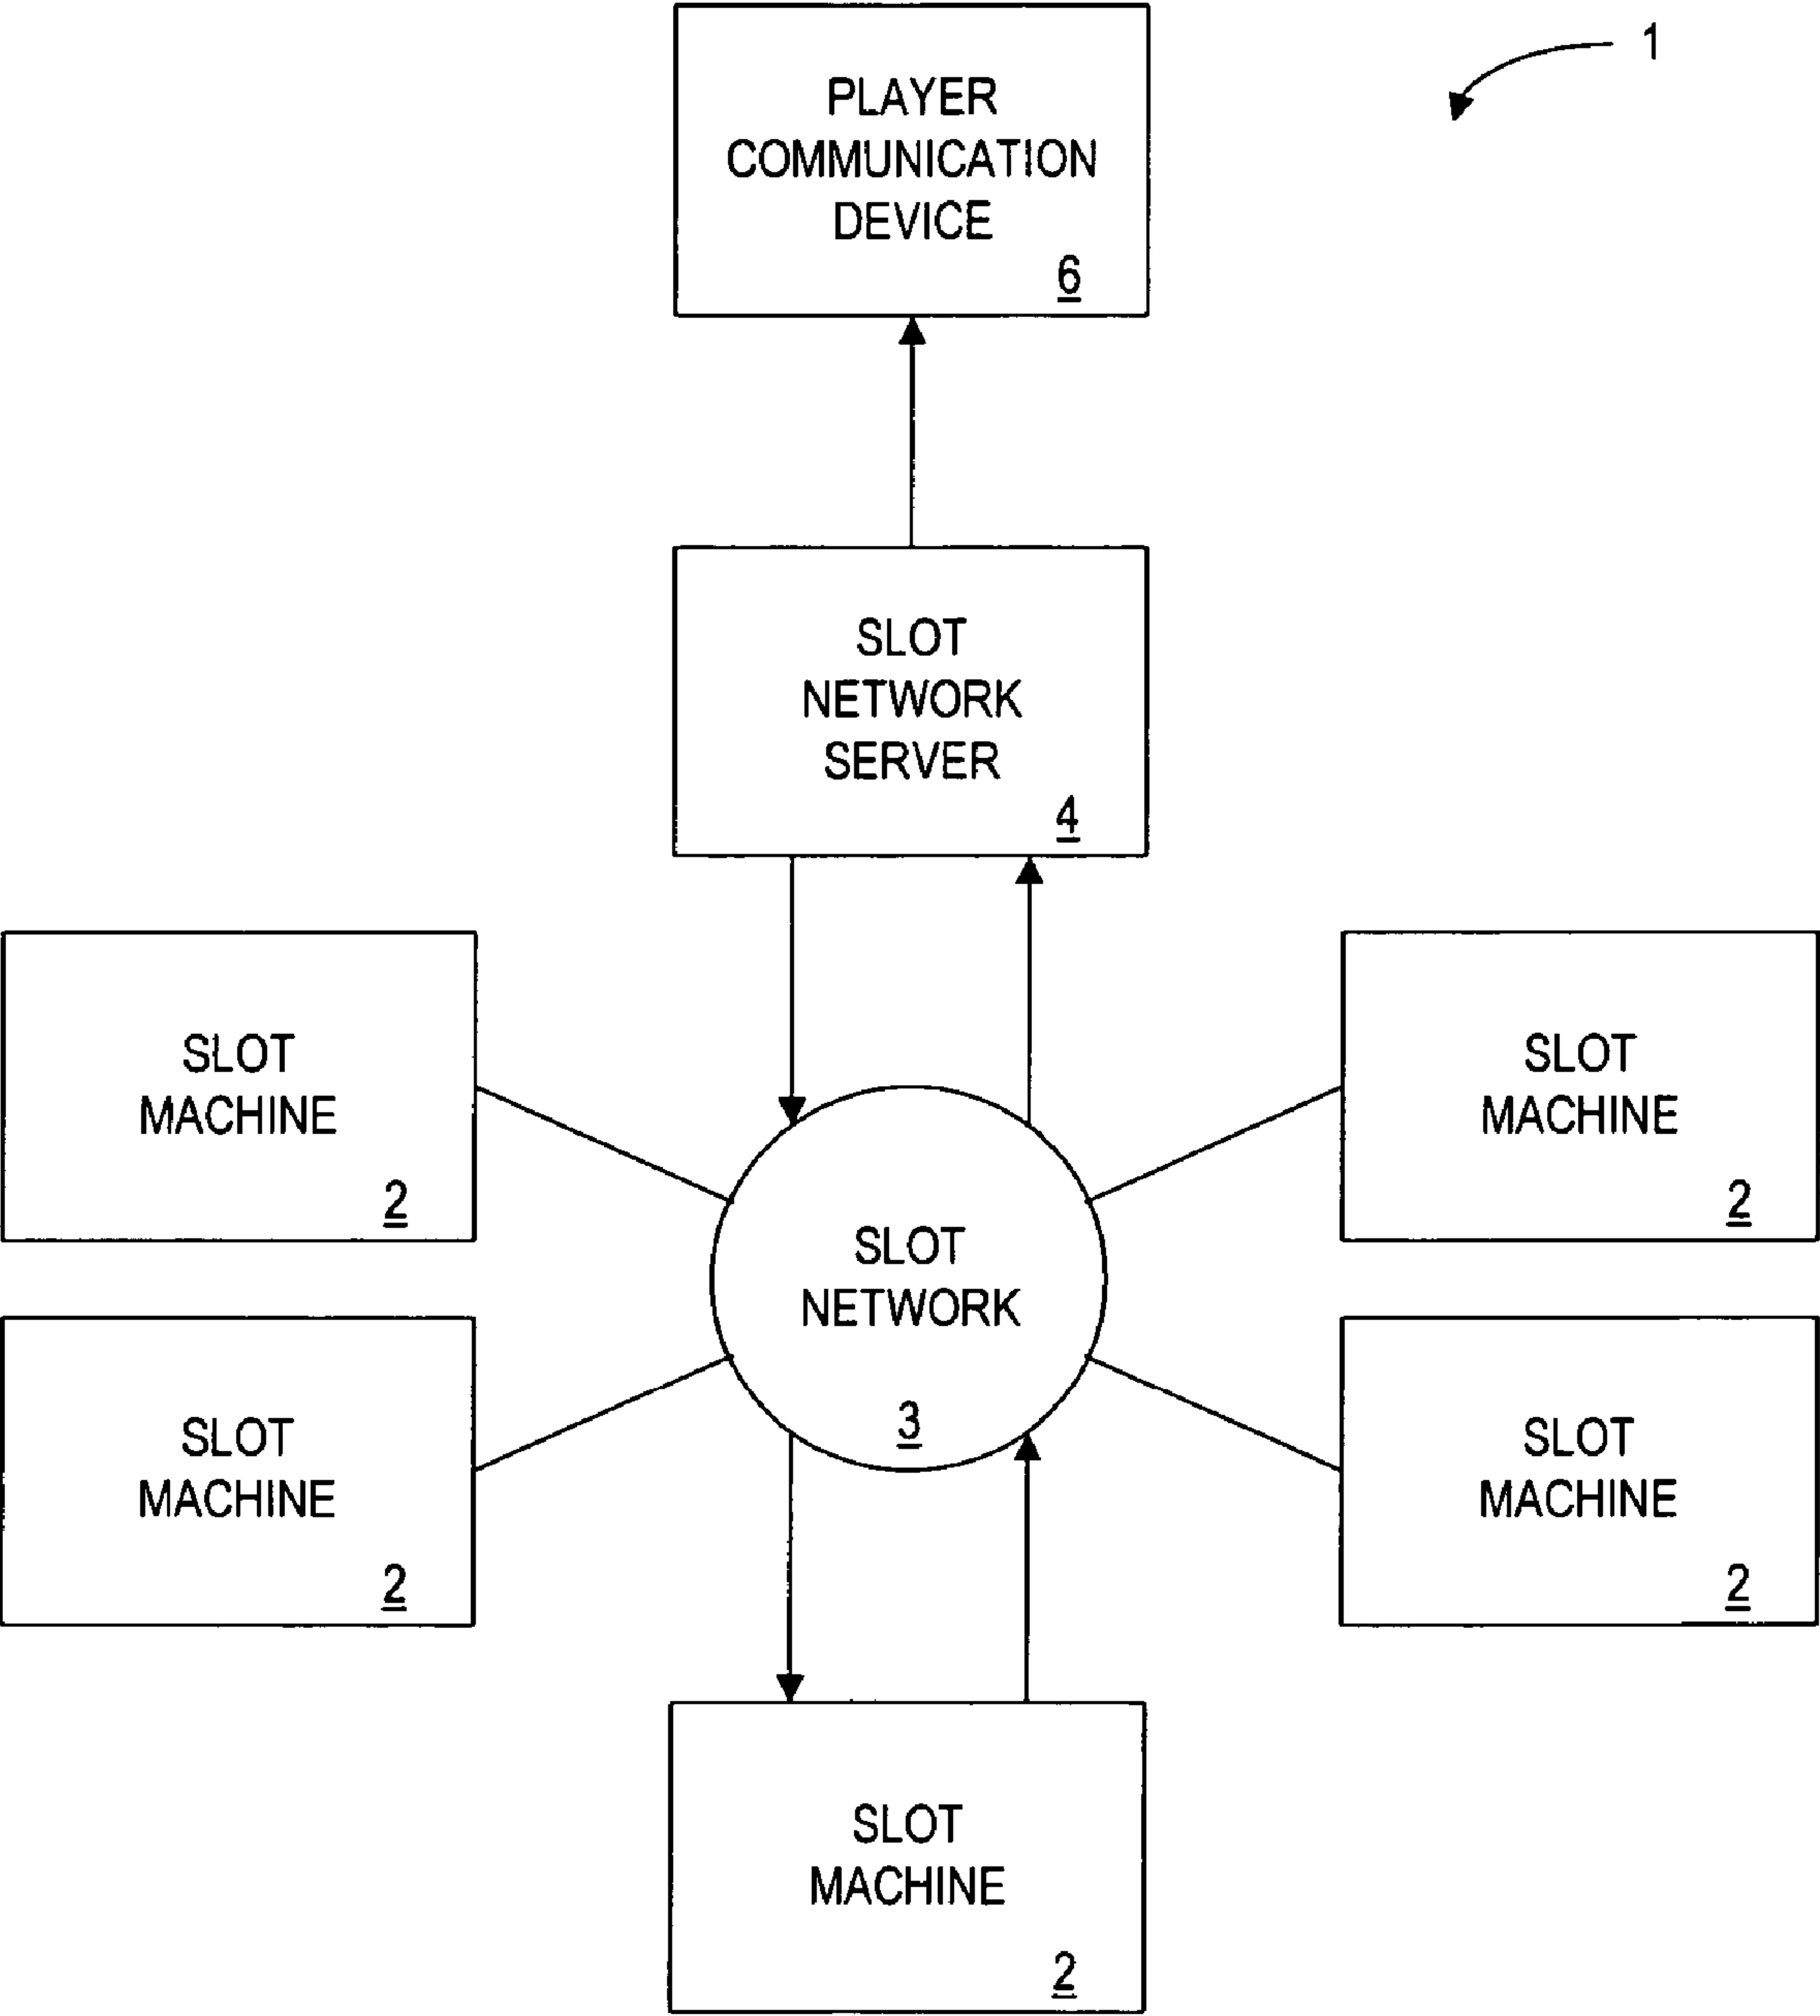 1
PLAYER
COMMUNICATION
DEVICE
6
SLOT
NETWORK
SERVER
4
SLOT
MACHINE
2
SLOT
MACHINE
2
SLOT
NETWORK
3
SLOT
MACHINE
2
SLOT
MACHINE
2
SLOT
MACHINE
2